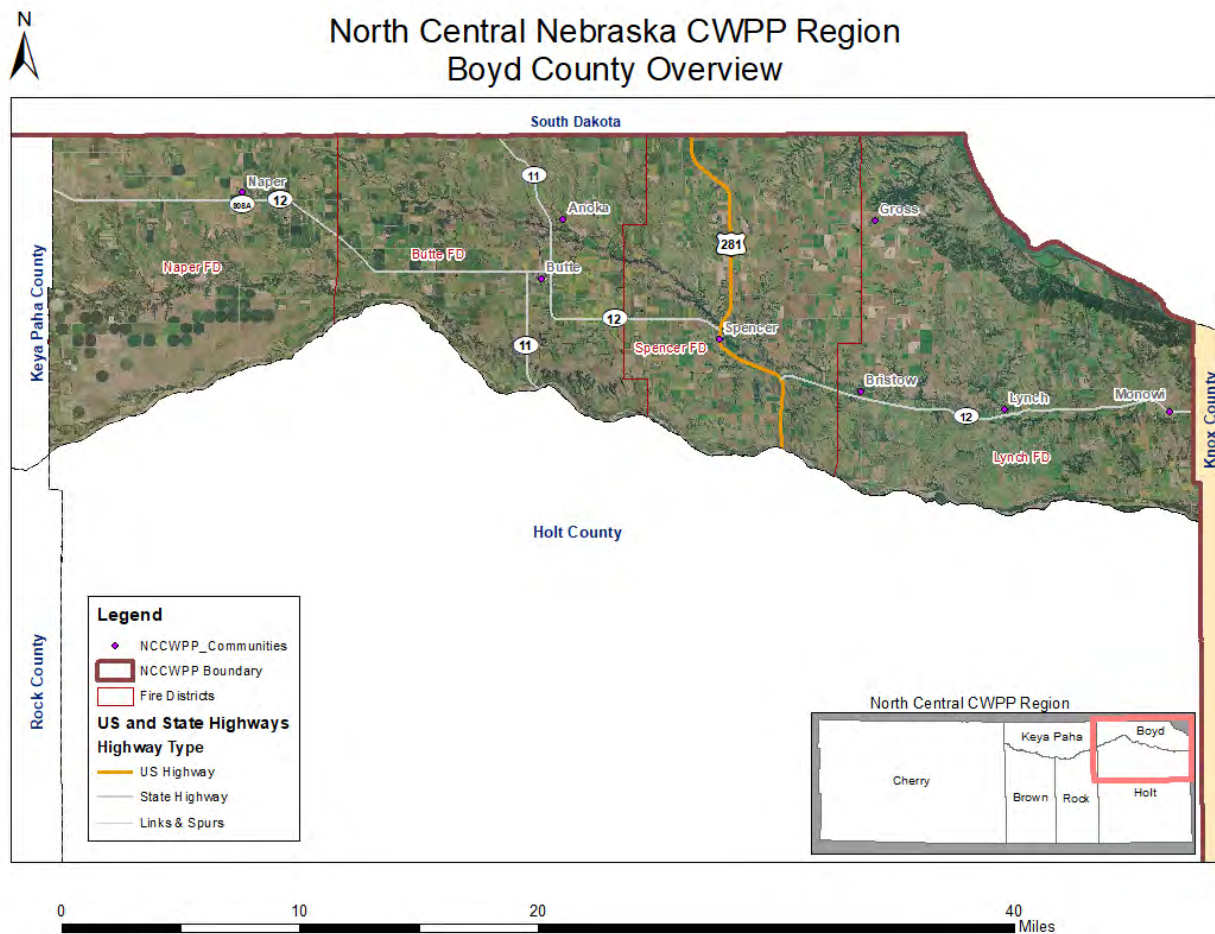 N
North Central Nebraska CWPP Region
Boyd County Overview
South Dakota
11
Naper
12
908A
Anoka
Gross
281
Naper FD
Butte FD
Butte
Keya Paha County
12
Spencer
11
Spencer FD
Bristow
Lynch
Monowi
12
Knox County
Lynch FD
Holt County
Rock County
Legend
NCCWPP_Communities
NCCWPP Boundary
Fire Districts
US and State Highways
Highway Type
US Highway
State Highway
Links & Spurs
North Central CWPP Region
Keya Paha
Boyd
Cherry
Brown
Rock
Holt
0
10
20
40
Miles